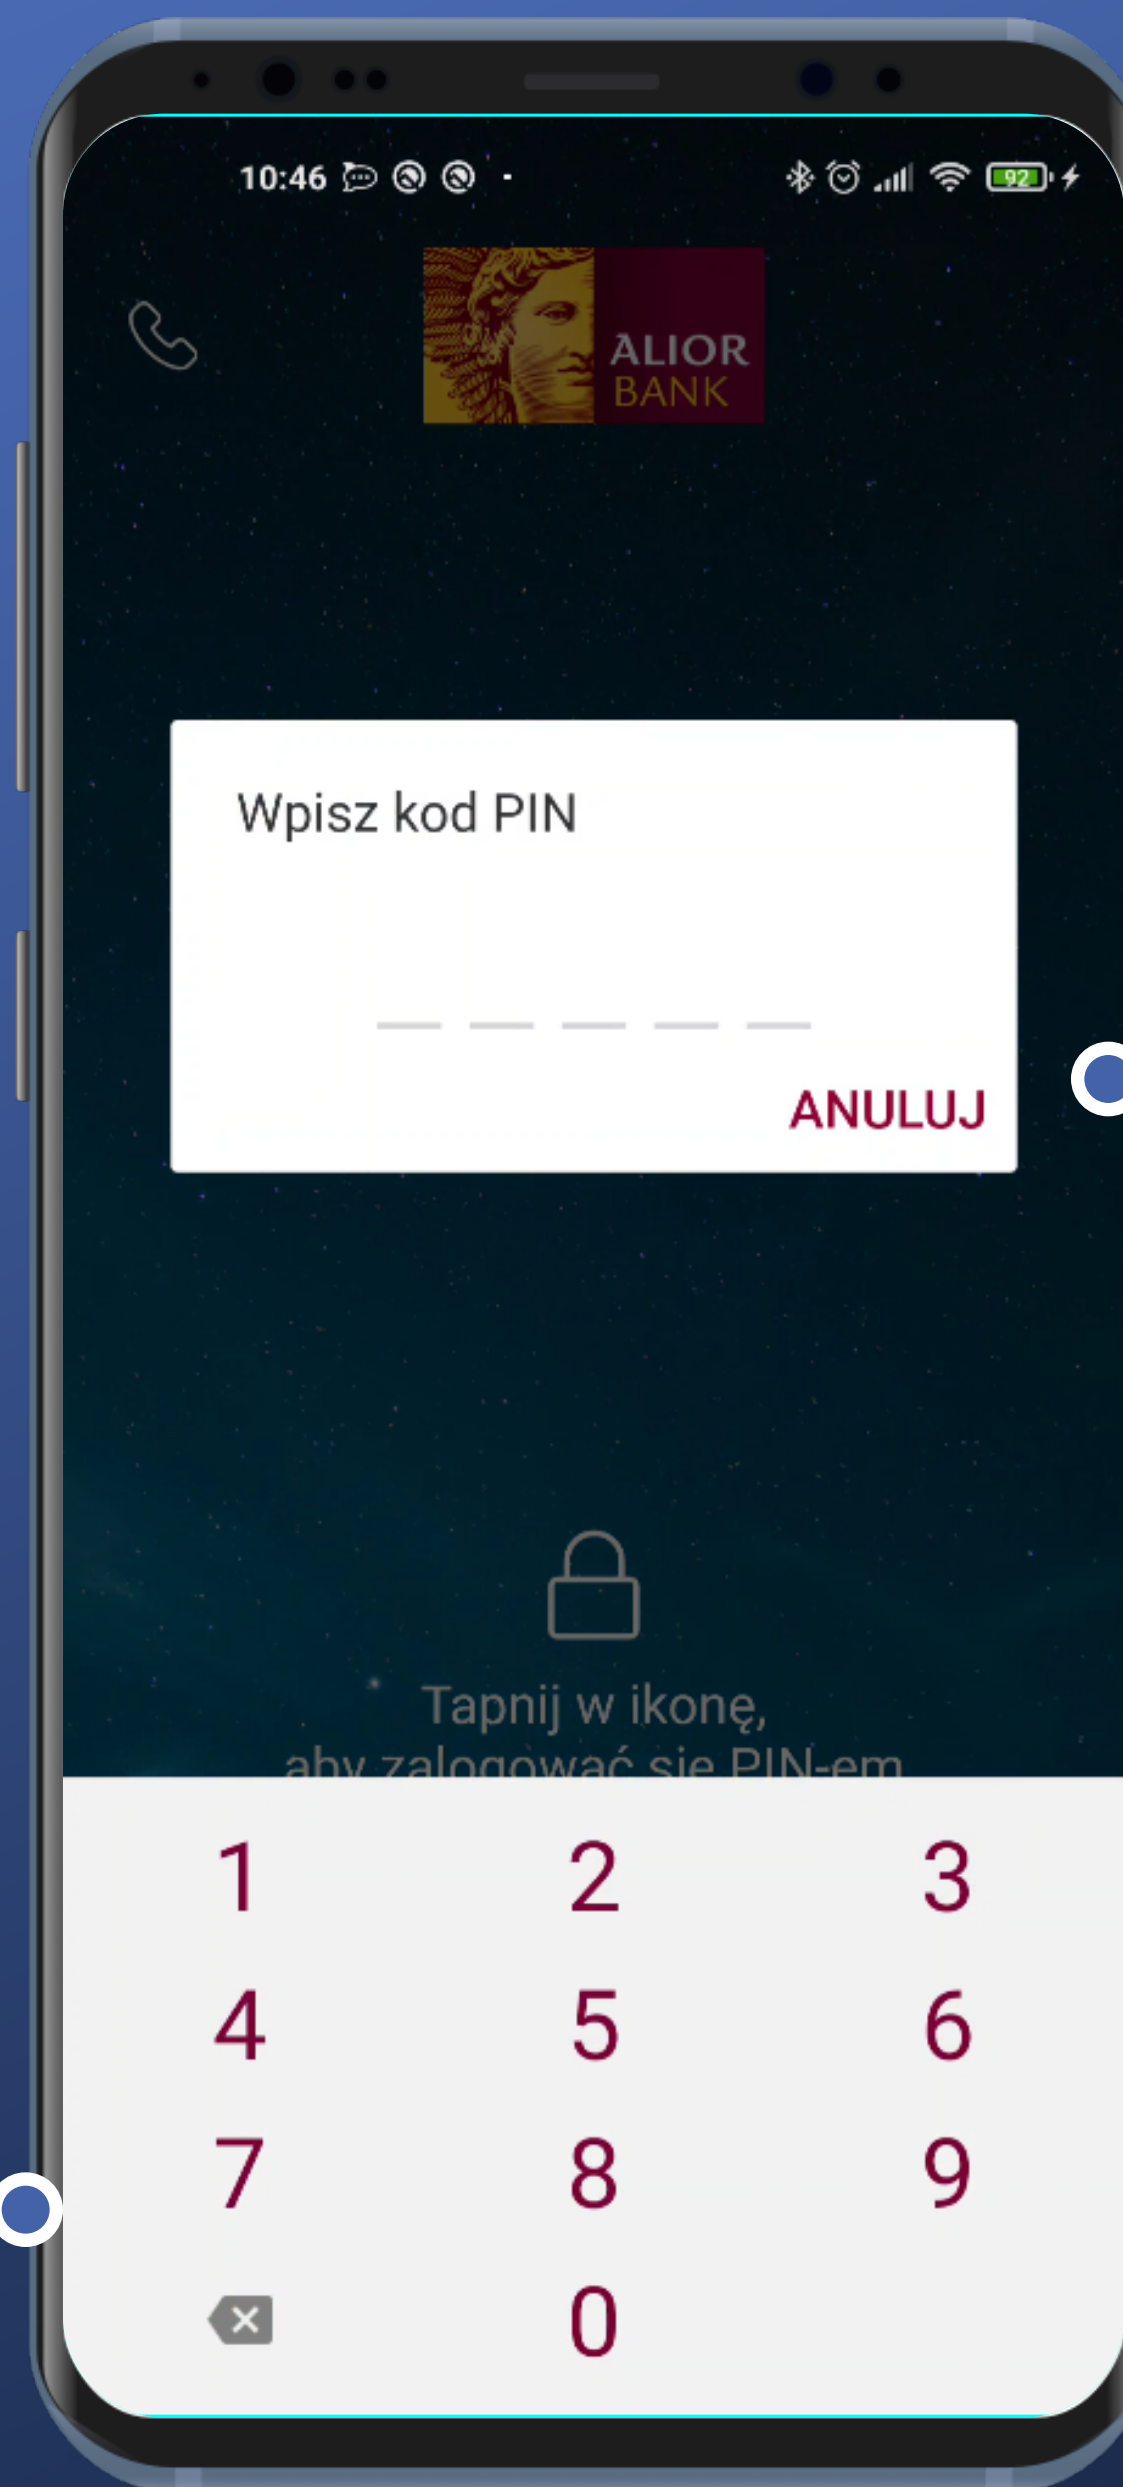 10:46
92
ALIOR
BANK
Wpisz kod PIN
ANULUJ
Tapnij w ikonę,
aby zalogować się PIN-em
1 2 3
4 5 6
7 8 9
0